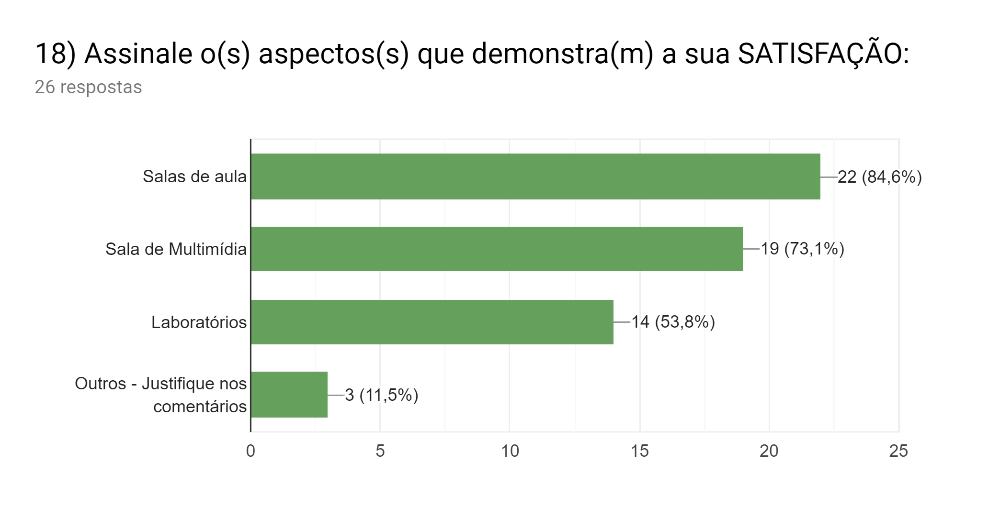 18) Assinale o(s) aspectos(s) que demonstra(m) a sua SATISFAÇÃO:
26 respostas
Salas de aula
22 (84,6%)
Sala de Multimídia
19 (73,1%)
Laboratórios
14 (53,8%)
Outros - Justifique nos
comentários
3 (11,5%)
0 5 10 15 20 25